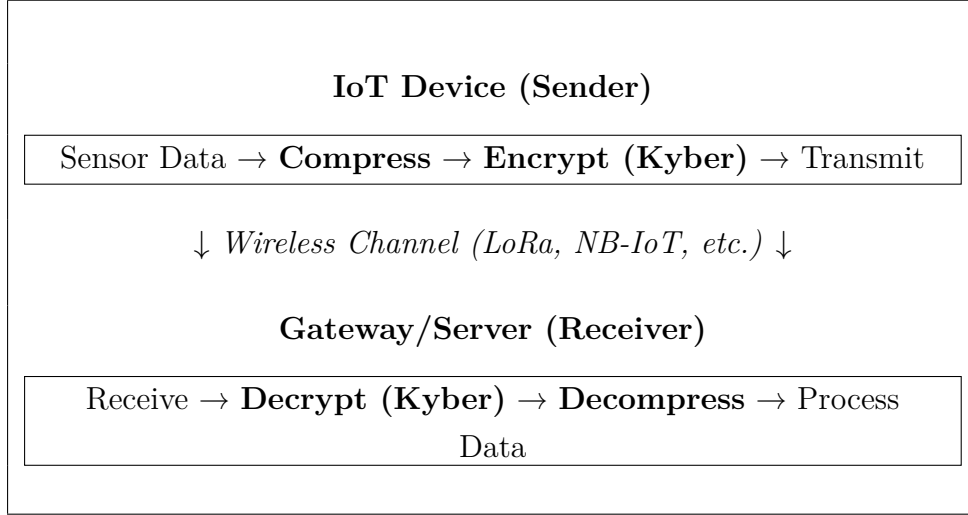 IoT Device (Sender)
Sensor Data → Compress → Encrypt (Kyber) → Transmit
↓ Wireless Channel (LoRa, NB-IoT, etc.) ↓
Gateway/Server (Receiver)
Receive → Decrypt (Kyber) → Decompress → Process
Data